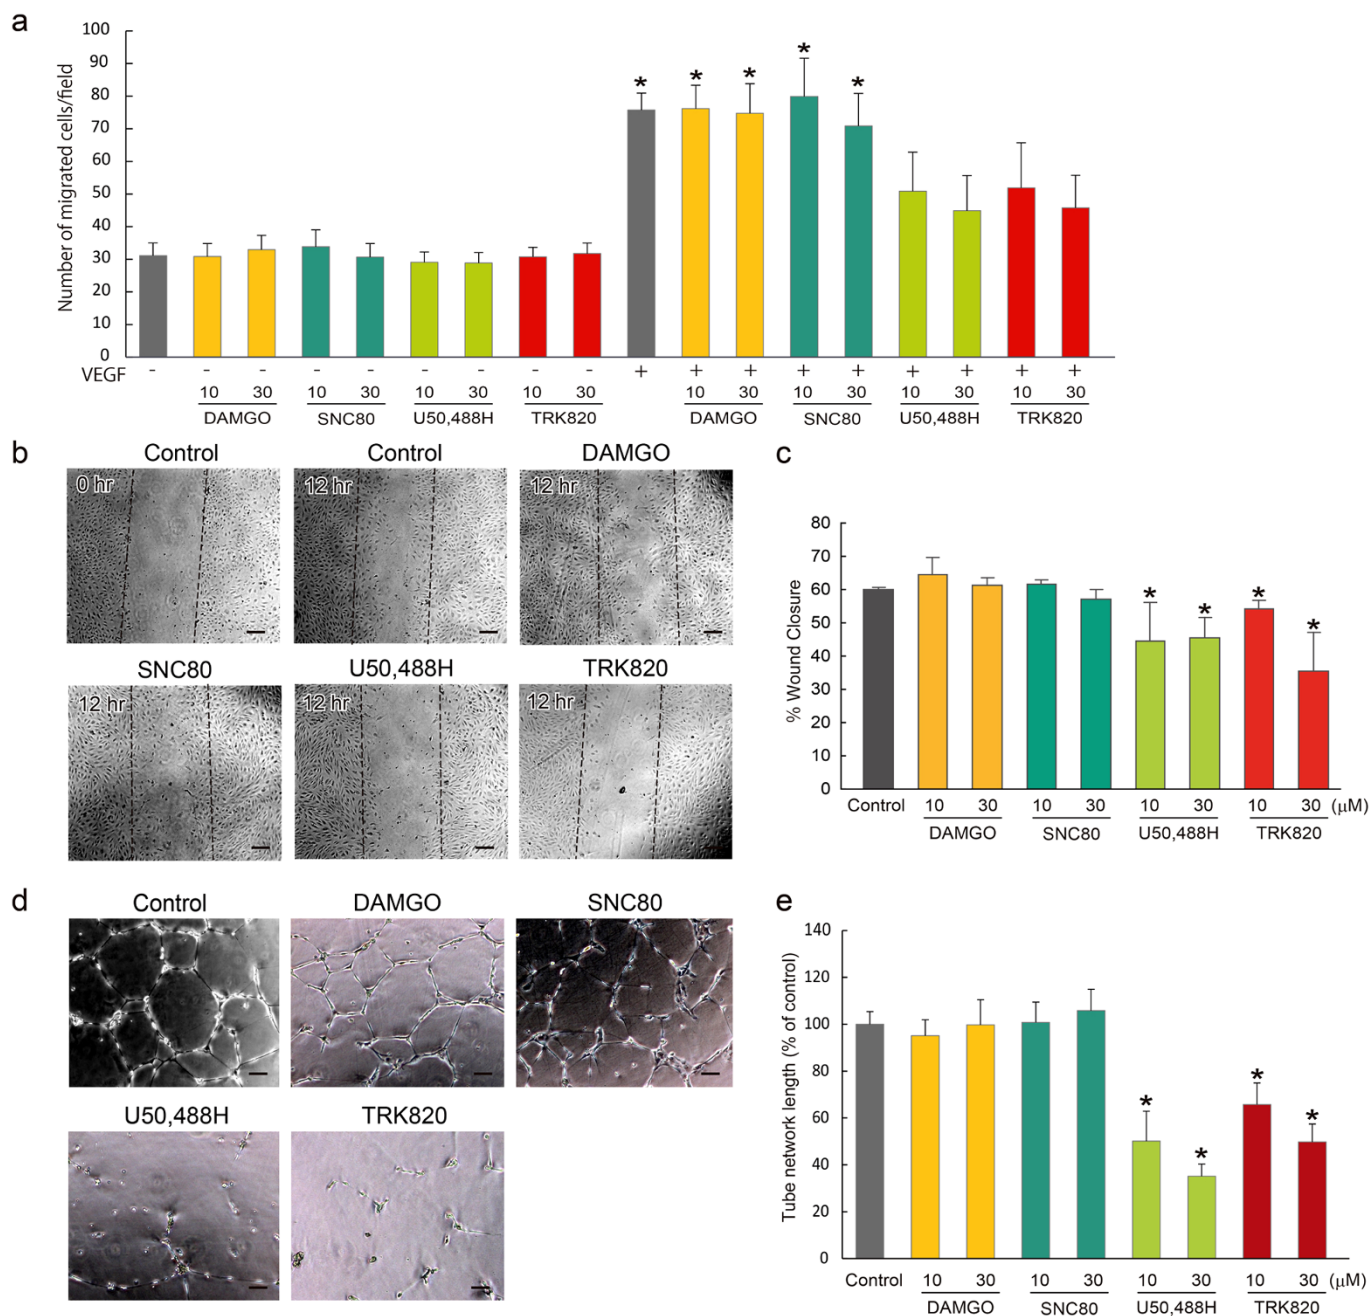 a
Number of migrated cells/field
100
90
80
70
60
50
40
30
20
10
0
* * * * *
VEGF - - - - - - - - - + + + + + + + + +
10 30 10 30 10 30 10 30 10 30 10 30 10 30 10 30
DAMGO SNC80 U50,488H TRK820 DAMGO SNC80 U50,488H TRK820
b
Control Control DAMGO
0 hr 12 hr 12 hr
SNC80 U50,488H TRK820
12 hr 12 hr 12 hr
c
% Wound Closure
80
70
60
50
40
30
20
10
0
* * * *
Control 10 30 10 30 10 30 10 30 (μM)
DAMGO SNC80 U50,488H TRK820
d
Control DAMGO SNC80
U50,488H TRK820
e
Tube network length (% of control)
140
120
100
80
60
40
20
0
* * * *
Control 10 30 10 30 10 30 10 30 (μM)
DAMGO SNC80 U50,488H TRK820